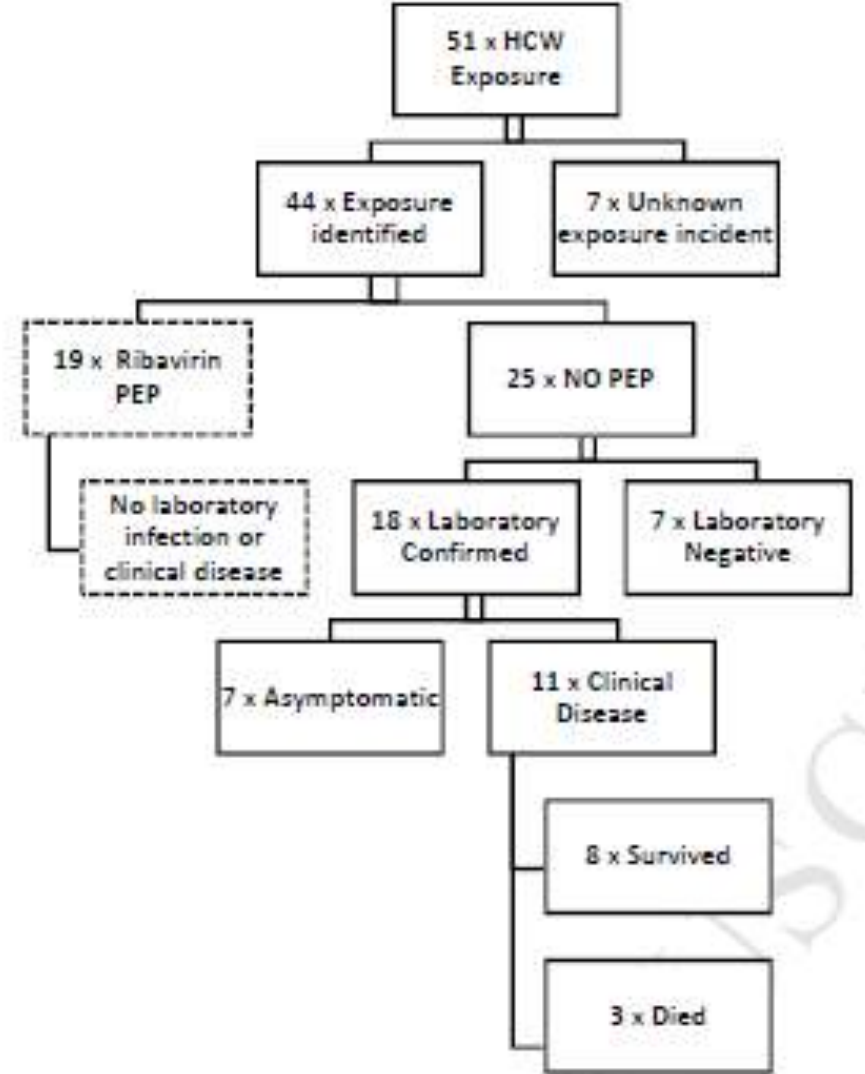 51 x HCW
Exposure
44 x Exposure
identified
7 x Unknown
exposure incident
19 x Ribavirin
PEP
25 x NO PEP
No laboratory
infection or
clinical disease
18 x Laboratory
Confirmed
7 x Laboratory
Negative
7 x Asymptomatic
11 x Clinical
Disease
8 x Survived
3 x Died